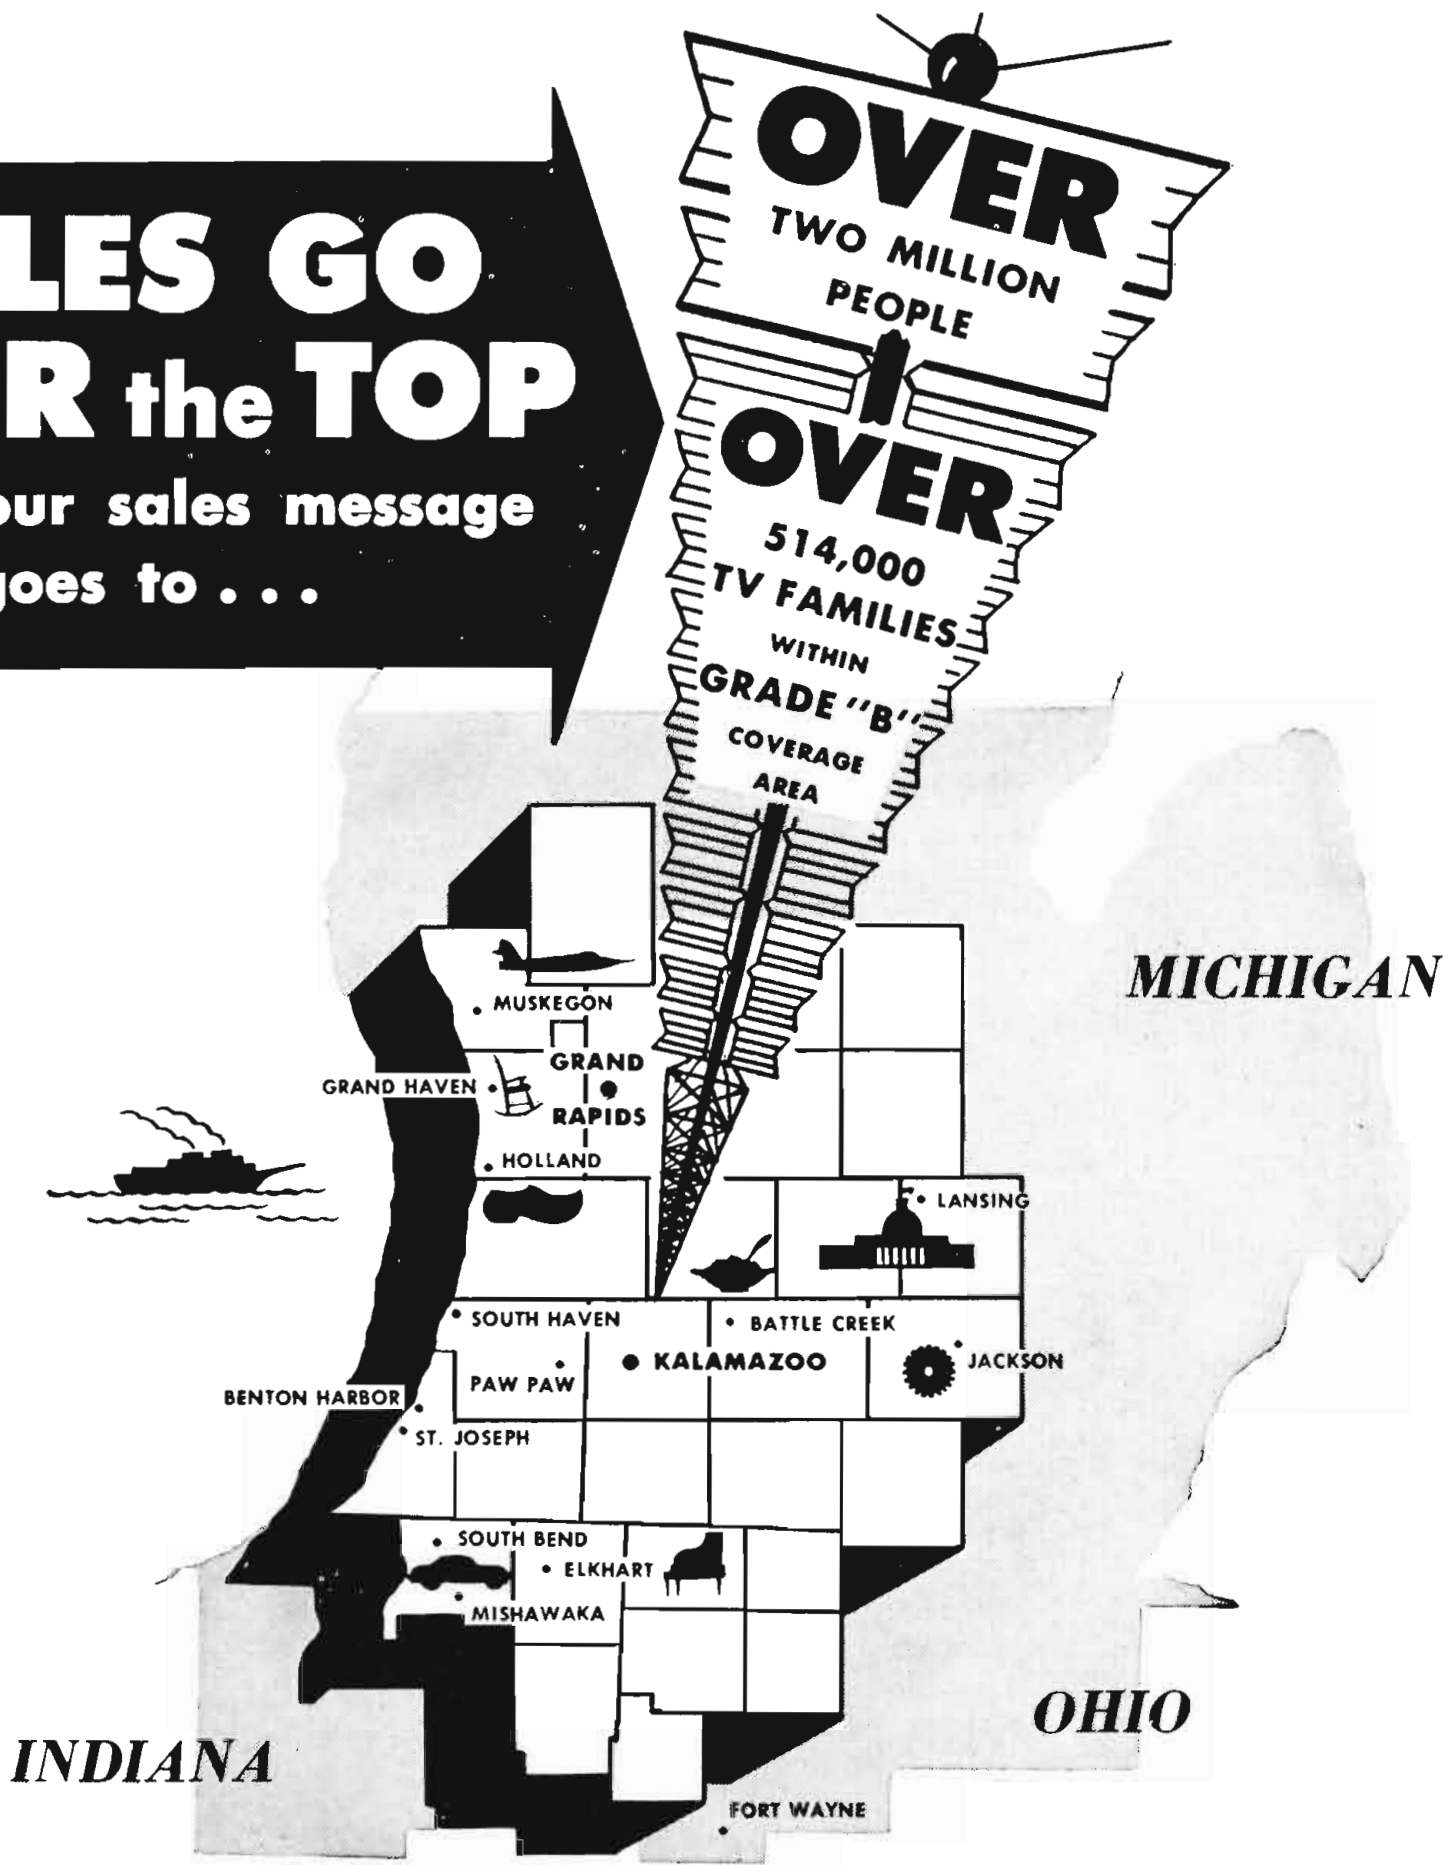 LES GO
R the TOP
our sales message
goes to . . .
OVER
TWO MILLION
PEOPLE
OVER
514,000
TV FAMILIES
WITHIN
GRADE "B"
COVERAGE
AREA
MICHIGAN
MUSKEGON
GRAND
RAPIDS
GRAND HAVEN
HOLLAND
LANSING
SOUTH HAVEN
BATTLE CREEK
KALAMAZOO
JACKSON
PAW PAW
BENTON HARBOR
ST. JOSEPH
SOUTH BEND
ELKHART
MISHAWAKA
OHIO
INDIANA
FORT WAYNE